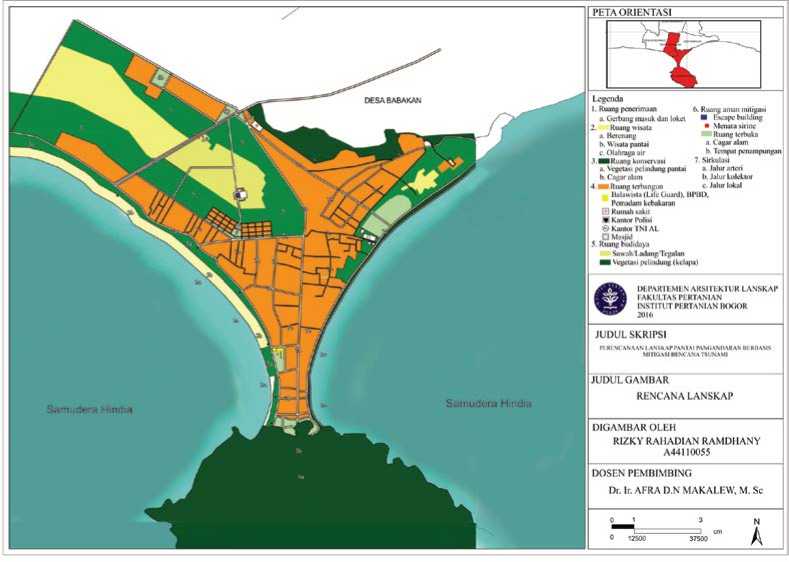 DESA BABAKAN
Samudera Hindia
Samudera Hindia
PETA ORIENTASI
Legenda
1. Ruang penerimaan
a. Gerbang masuk dan loket
2. Ruang wisata
a. Berenang
b. Wisata pantai
c. Olahraga air
3. Ruang konservasi
a. Vegetasi pelindung pantai
b. Cagar alam
4. Ruang terbangun
Balawista (Life Guard), BPBD,
Pemadam kebakaran
Rumah sakit
Kantor Polisi
Kantor TNI AL
Masjid
5. Ruang budidaya
Sawah/Ladang/Tegalan
Vegetasi pelindung (kelapa)
6. Ruang aman mitigasi
Escape building
Menara sirine
Ruang terbuka
a. Cagar alam
b. Tempat penampungan
7. Sirkulasi
a. Jalur arteri
b. Jalur kolektor
c. Jalur lokal
DEPARTEMEN ARSITEKTUR LANSKAP
FAKULTAS PERTANIAN
INSTITUT PERTANIAN BOGOR
2016
JUDUL SKRIPSI
PERENCANAAN LANSKAP PANTAI PANGANDARAN BERBASIS
MITIGASI BENCANA TSUNAMI
JUDUL GAMBAR
RENCANA LANSKAP
DIGAMBAR OLEH
RIZKY RAHADIAN RAMDHANY
A44110055
DOSEN PEMBIMBING
Dr. Ir. AFRA D.N MAKALEW, M. Sc
0 1 3
cm
0 12500 37500
N